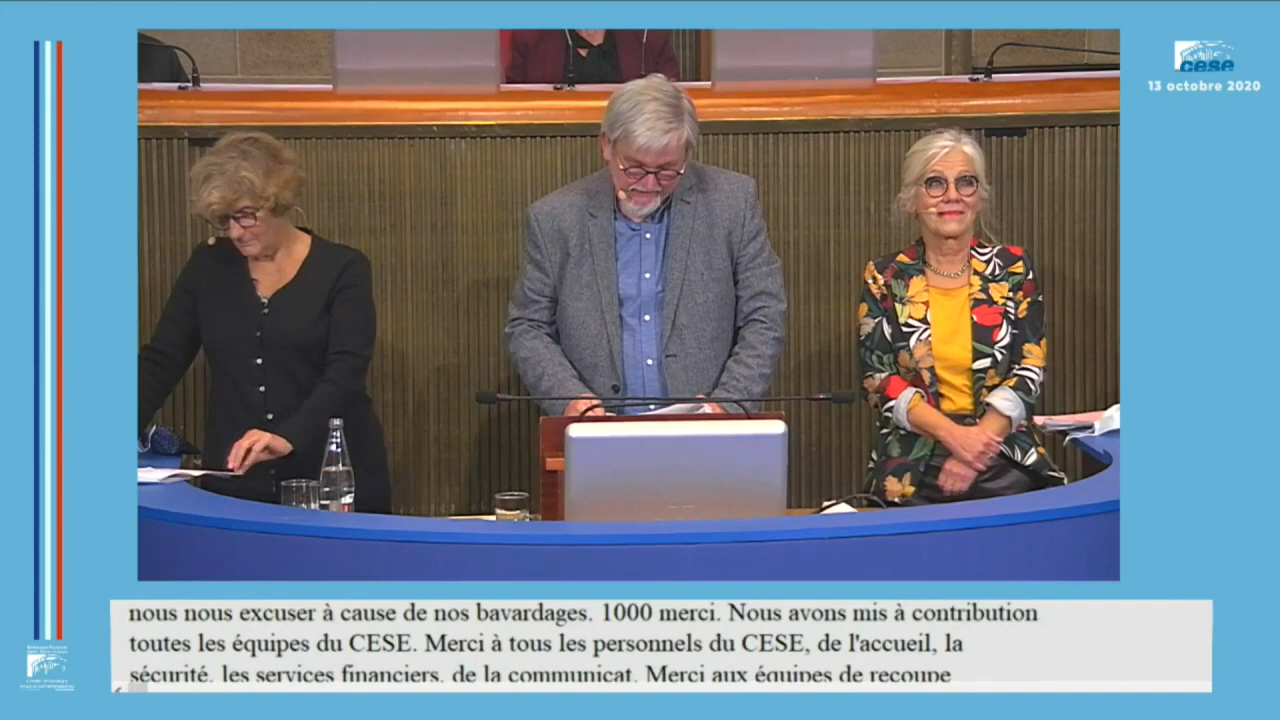 cese
13 octobre 2020
nous nous excuser à cause de nos bavardages. 1000 merci. Nous avons mis à contribution
toutes les équipes du CESE. Merci à tous les personnels du CESE, de l'accueil, la
sécurité. les services financiers. de la communicat. Merci aux équipes de recoupe